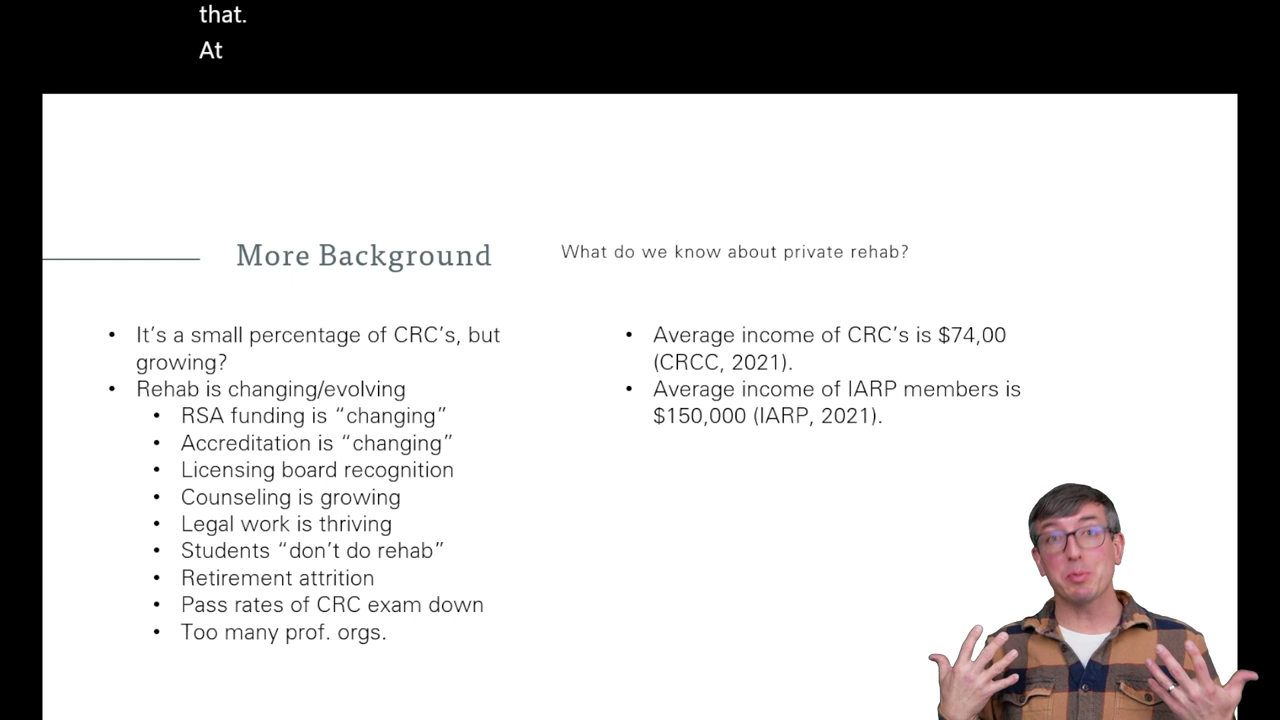 that.
At
More Background
What do we know about private rehab?
• It's a small percentage of CRC's, but
growing?
• Rehab is changing/evolving
• RSA funding is “changing”
• Accreditation is “changing”
• Licensing board recognition
• Counseling is growing
• Legal work is thriving
• Students “don't do rehab”
• Retirement attrition
• Pass rates of CRC exam down
• Too many prof. orgs.
• Average income of CRC's is $74,00
(CRCC, 2021).
• Average income of IARP members is
$150,000 (IARP, 2021).